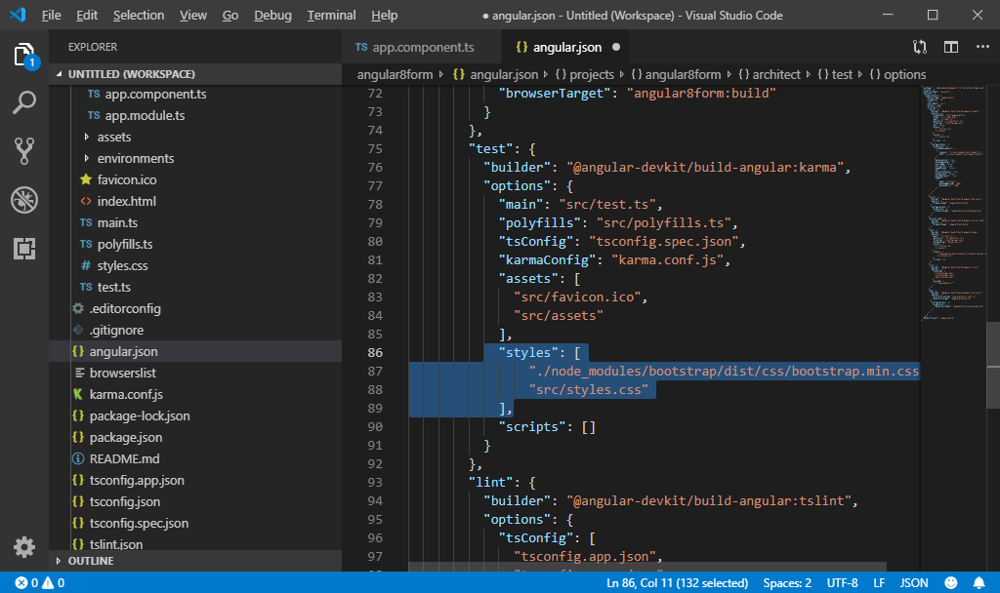 File Edit Selection View Go Debug Terminal Help ● angular.json - Untitled (Workspace) - Visual Studio Code
1
EXPLORER
UNTITLED (WORKSPACE)
TS app.component.ts
TS app.module.ts
assets
environments
favicon.ico
<> index.html
TS main.ts
TS polyfills.ts
# styles.css
TS test.ts
.editorconfig
.gitignore
{} angular.json
browserslist
karma.conf.js
{} package-lock.json
{} package.json
README.md
{} tsconfig.app.json
{} tsconfig.json
{} tsconfig.spec.json
{} tslint.json
OUTLINE
TS app.component.ts {} angular.json ●
angular8form › {} angular.json › {} projects › {} angular8form › {} architect › {} test › {} options
72 "browserTarget": "angular8form:build"
73 }
74 },
75 "test": {
76 "builder": "@angular-devkit/build-angular:karma",
77 "options": {
78 "main": "src/test.ts",
79 "polyfills": "src/polyfills.ts",
80 "tsConfig": "tsconfig.spec.json",
81 "karmaConfig": "karma.conf.js",
82 "assets": [
83 "src/favicon.ico",
84 "src/assets"
85 ],
86 "styles": [
87 "./node_modules/bootstrap/dist/css/bootstrap.min.css
88 "src/styles.css"
89 ],
90 "scripts": []
91 }
92 },
93 "lint": {
94 "builder": "@angular-devkit/build-angular:tslint",
95 "options": {
96 "tsConfig": [
97 "tsconfig.app.json",
0 0 Ln 86, Col 11 (132 selected) Spaces: 2 UTF-8 LF JSON